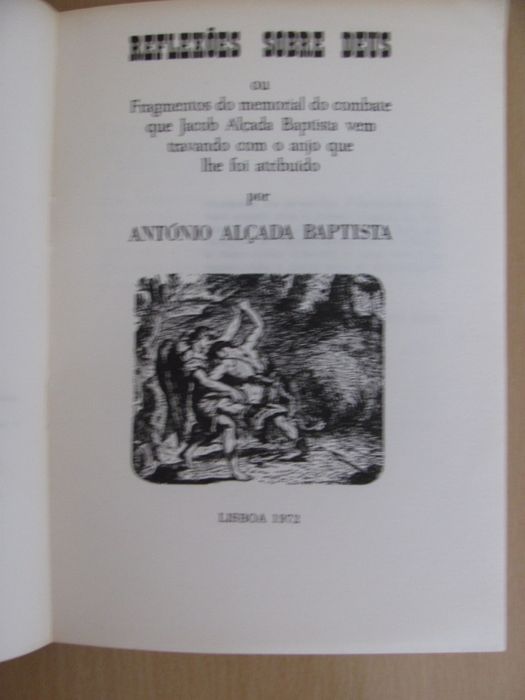 REFLEXÕES SOBRE DEUS
ou
Fragmentos do memorial do combate
que Jacob Alçada Baptista vem
travando com o anjo que
lhe foi atribuído
por
ANTÓNIO ALÇADA BAPTISTA
LISBOA 1972